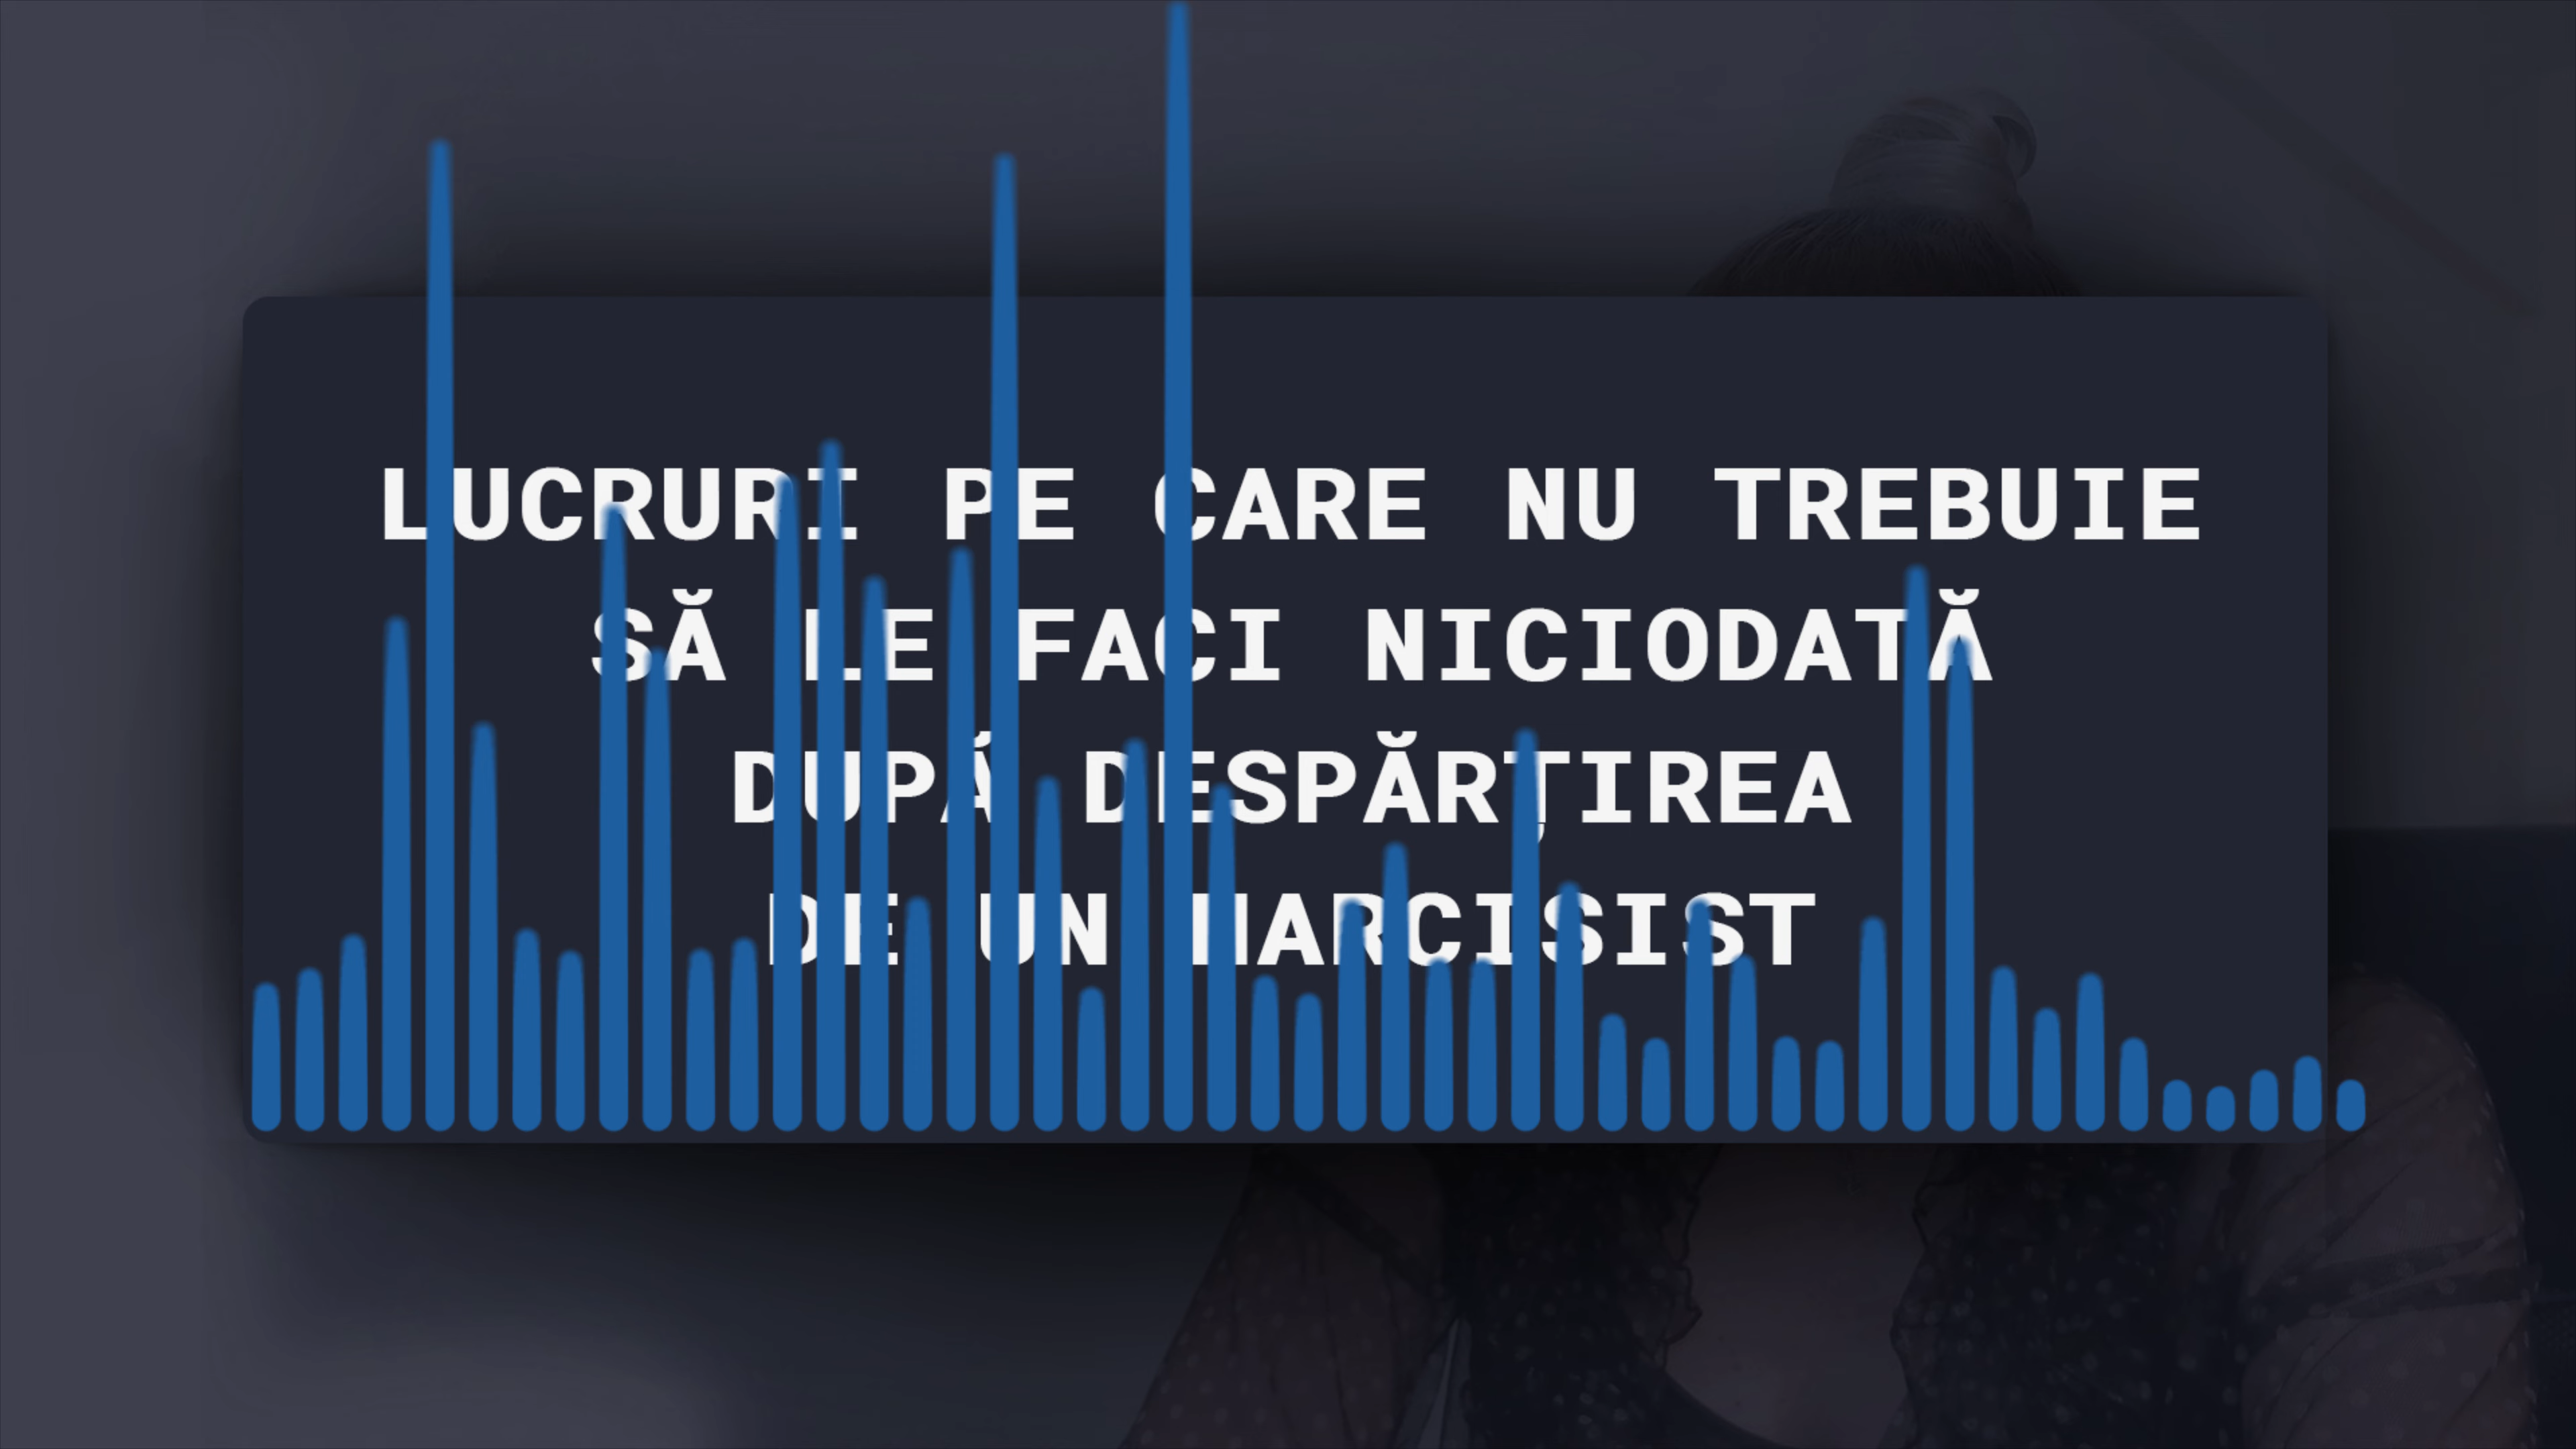 LUCRURI PE CARE NU TREBUIE
SĂ LE FACI NICIODATĂ
DUPĂ DESPĂRȚIREA
DE UN NARCISIST